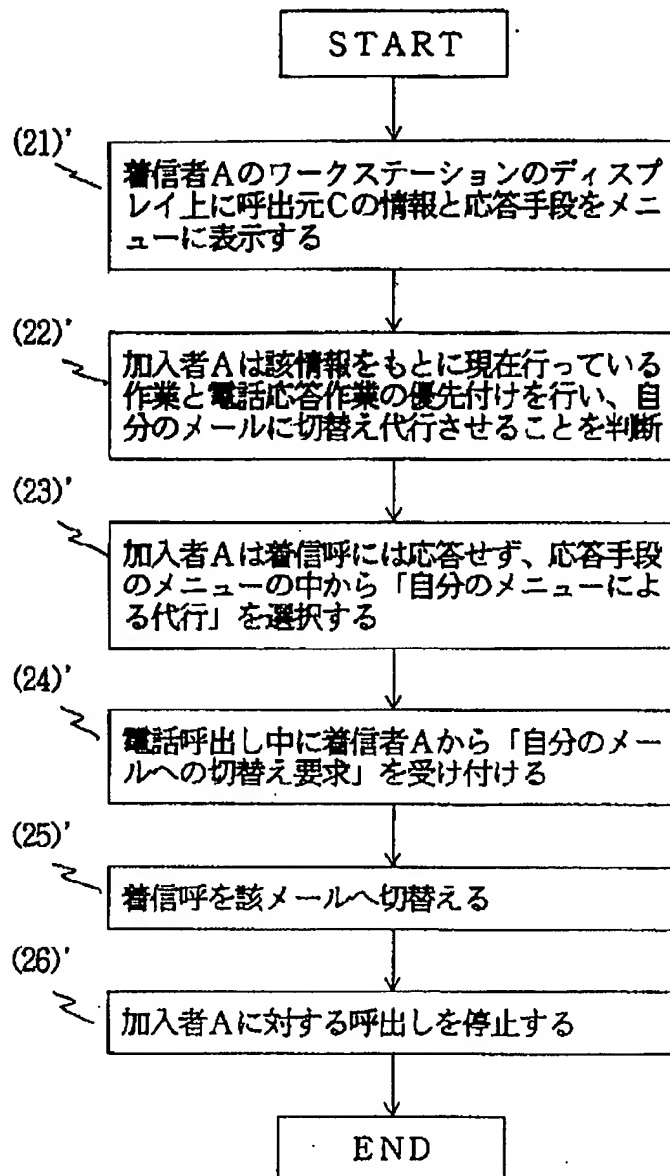 START
(21)'
着信者Aのワークステーションのディスプ
レイ上に呼出元Cの情報と応答手段をメニ
ューに表示する
(22)'
加入者Aは該情報をもとに現在行っている
作業と電話応答作業の優先付けを行い、自
分のメールに切替え代行させることを判断
(23)'
加入者Aは着信呼には応答せず、応答手段
のメニューの中から「自分のメニューによ
る代行」を選択する
(24)'
電話呼出し中に着信者Aから「自分のメー
ルへの切替え要求」を受け付ける
(25)'
着信呼を該メールへ切替える
(26)'
加入者Aに対する呼出しを停止する
END